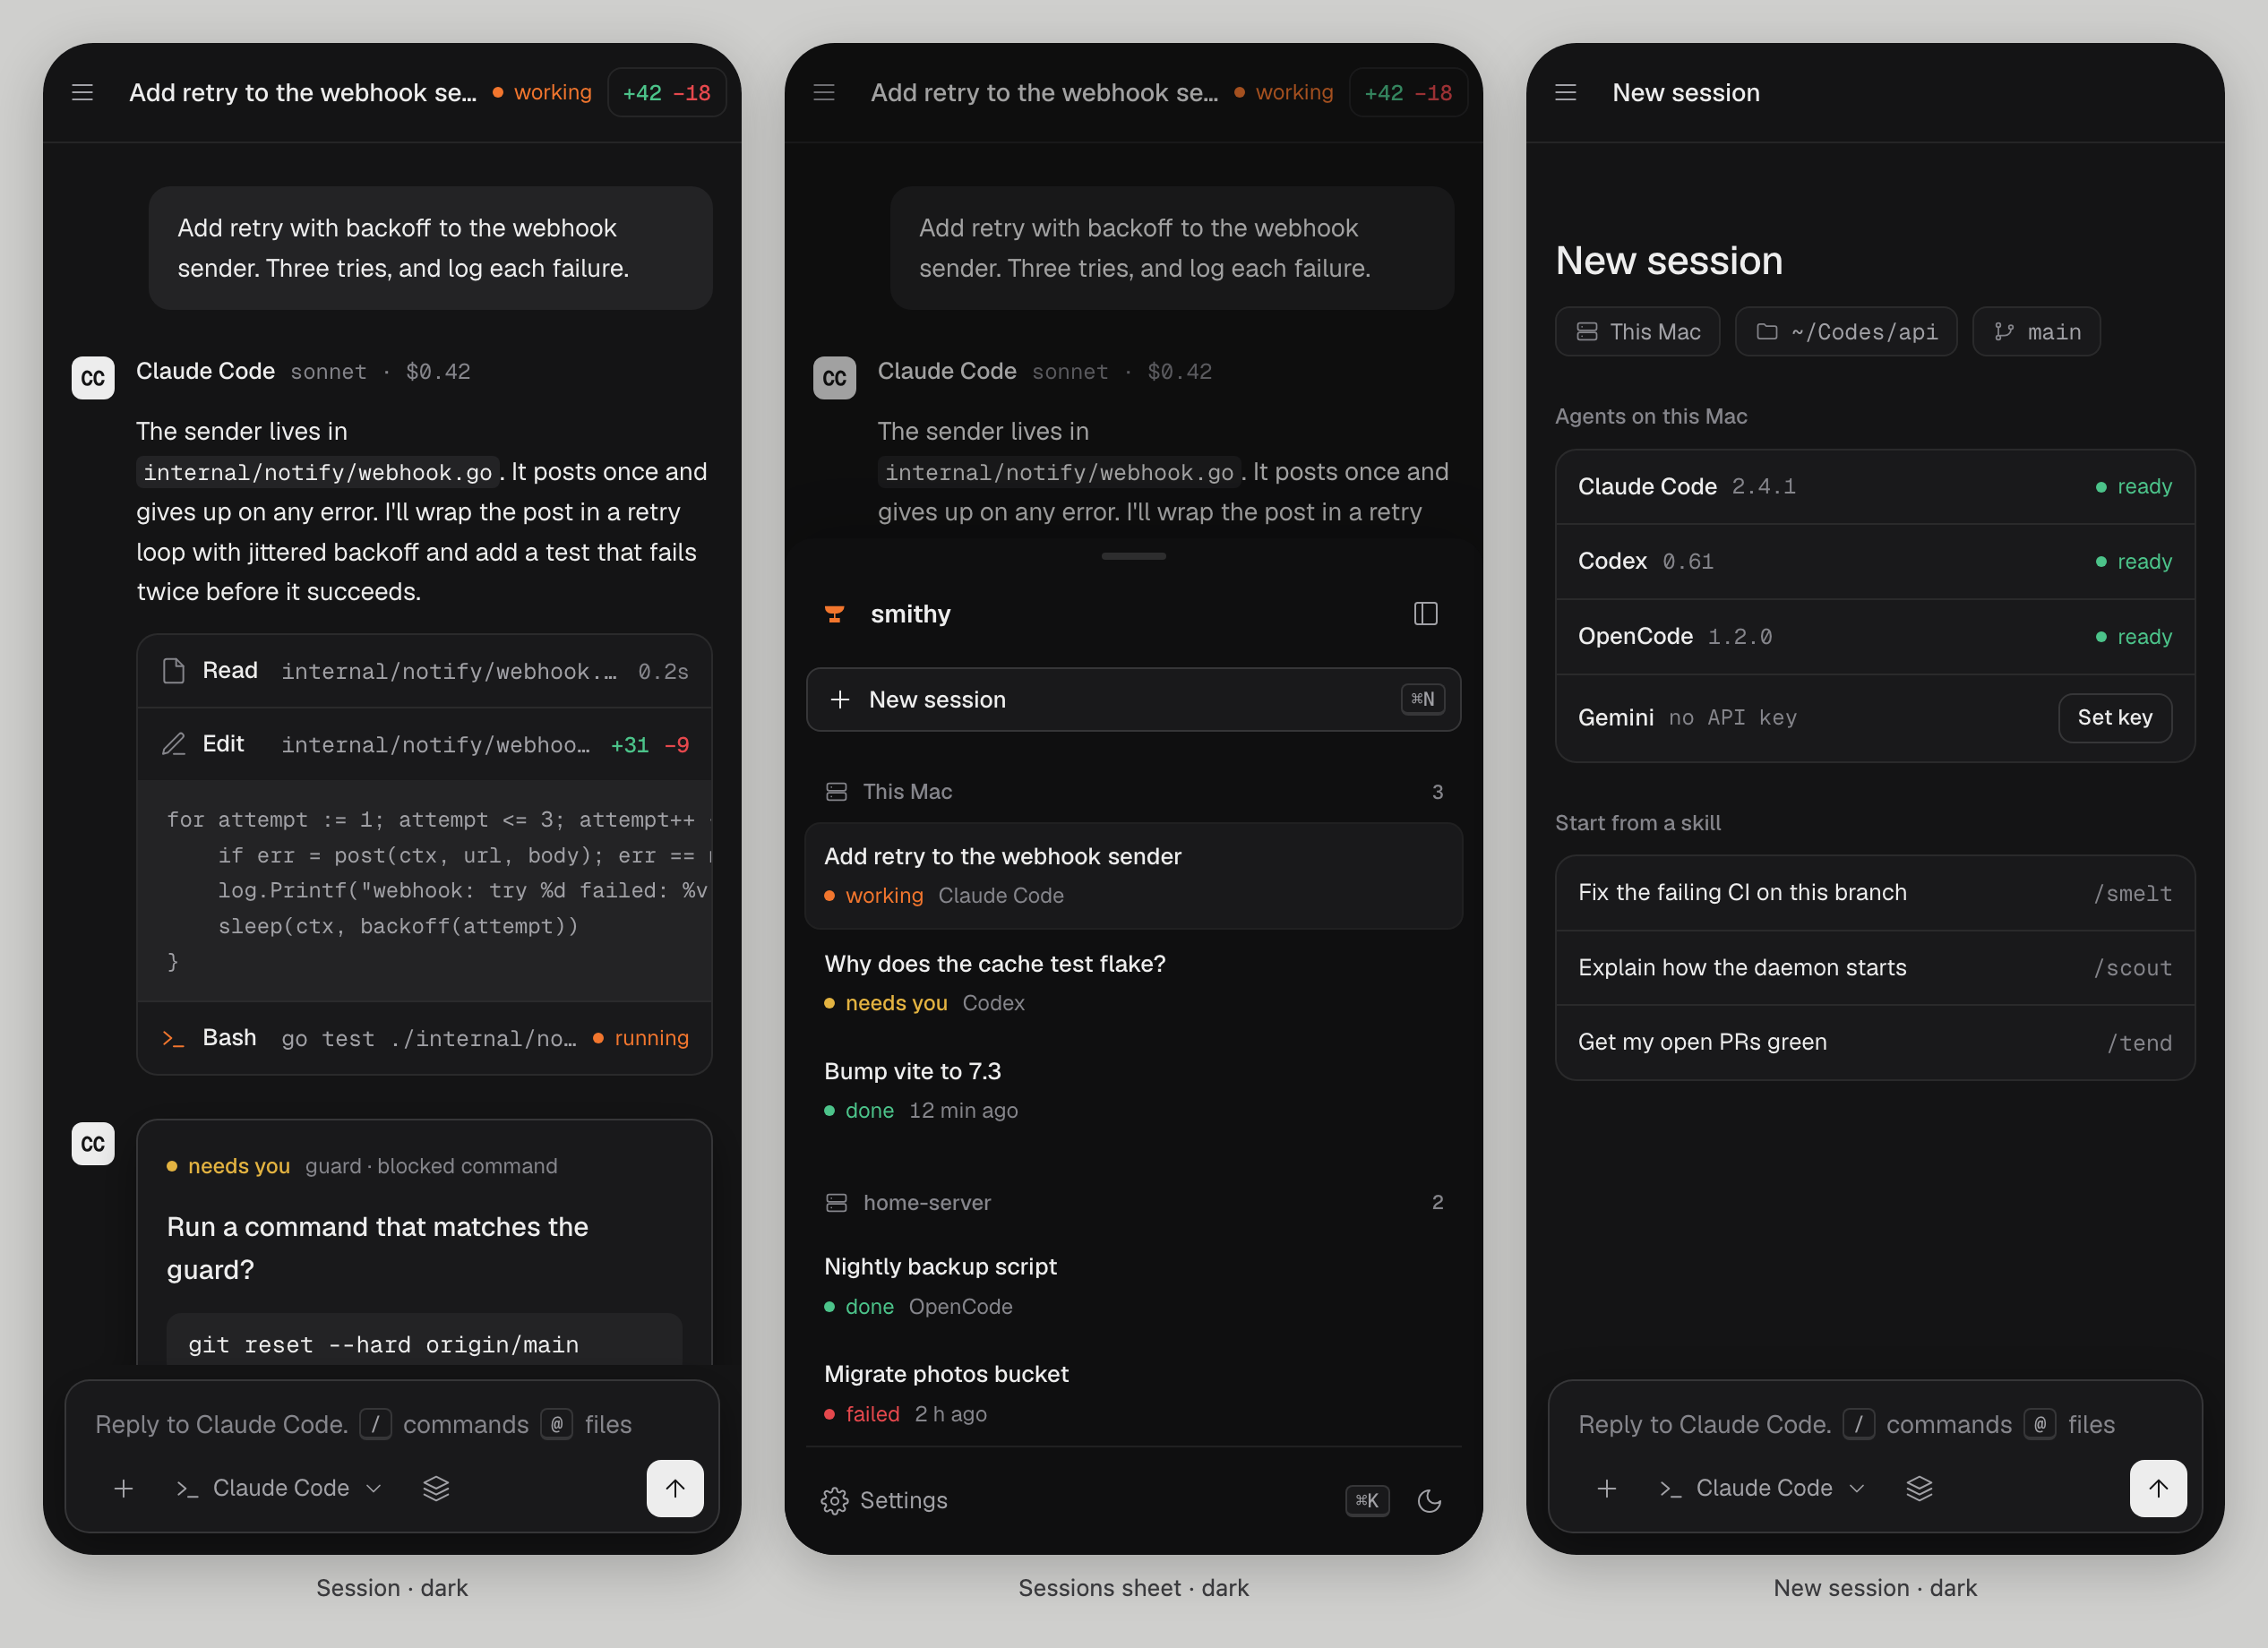 Add retry to the webhook se… working +42 −18
Add retry with backoff to the webhook
sender. Three tries, and log each failure.
CC Claude Code sonnet · $0.42
The sender lives in
internal/notify/webhook.go. It posts once and
gives up on any error. I'll wrap the post in a retry
loop with jittered backoff and add a test that fails
twice before it succeeds.
Read internal/notify/webhook.… 0.2s
Edit internal/notify/webhoo… +31 −9
for attempt := 1; attempt <= 3; attempt++
if err = post(ctx, url, body); err ==
log.Printf("webhook: try %d failed: %v
sleep(ctx, backoff(attempt))
}
Bash go test ./internal/no… running
CC
needs you guard · blocked command
Run a command that matches the
guard?
git reset --hard origin/main
Reply to Claude Code. / commands @ files
Claude Code
Session · dark
Add retry to the webhook se… working +42 −18
Add retry with backoff to the webhook
sender. Three tries, and log each failure.
CC Claude Code sonnet · $0.42
The sender lives in
internal/notify/webhook.go. It posts once and
gives up on any error. I'll wrap the post in a retry
smithy
New session ⌘N
This Mac 3
Add retry to the webhook sender
working Claude Code
Why does the cache test flake?
needs you Codex
Bump vite to 7.3
done 12 min ago
home-server 2
Nightly backup script
done OpenCode
Migrate photos bucket
failed 2 h ago
Settings ⌘K
Sessions sheet · dark
New session
New session
This Mac ~/Codes/api main
Agents on this Mac
Claude Code 2.4.1 ready
Codex 0.61 ready
OpenCode 1.2.0 ready
Gemini no API key Set key
Start from a skill
Fix the failing CI on this branch /smelt
Explain how the daemon starts /scout
Get my open PRs green /tend
Reply to Claude Code. / commands @ files
Claude Code
New session · dark